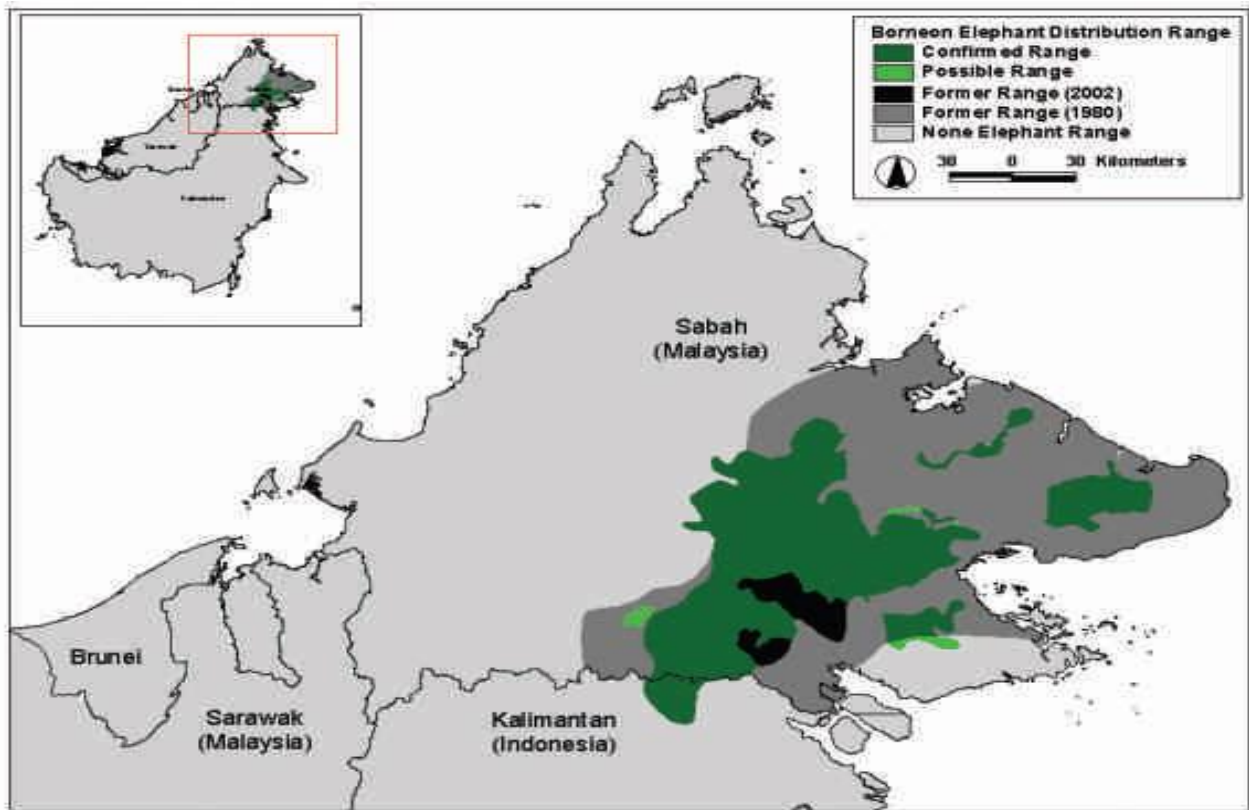 Borneon Elephant Distribution Range
Confirmed Range
Possible Range
Former Range (2002)
Former Range (1980)
None Elephant Range
30 0 30 Kilometers
Sabah
(Malaysia)
Brunei
Sarawak
(Malaysia)
Kalimantan
(Indonesia)